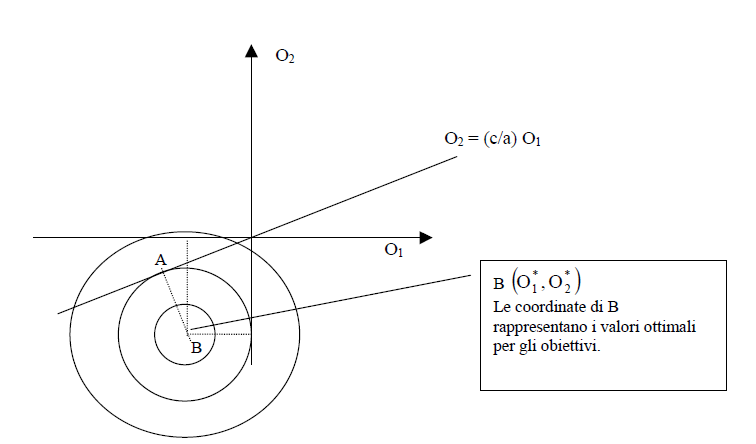 O₂
O₂ = (c/a) O₁
O₁
A
B (O₁*, O₂*)
Le coordinate di B
rappresentano i valori ottimali
per gli obiettivi.
B